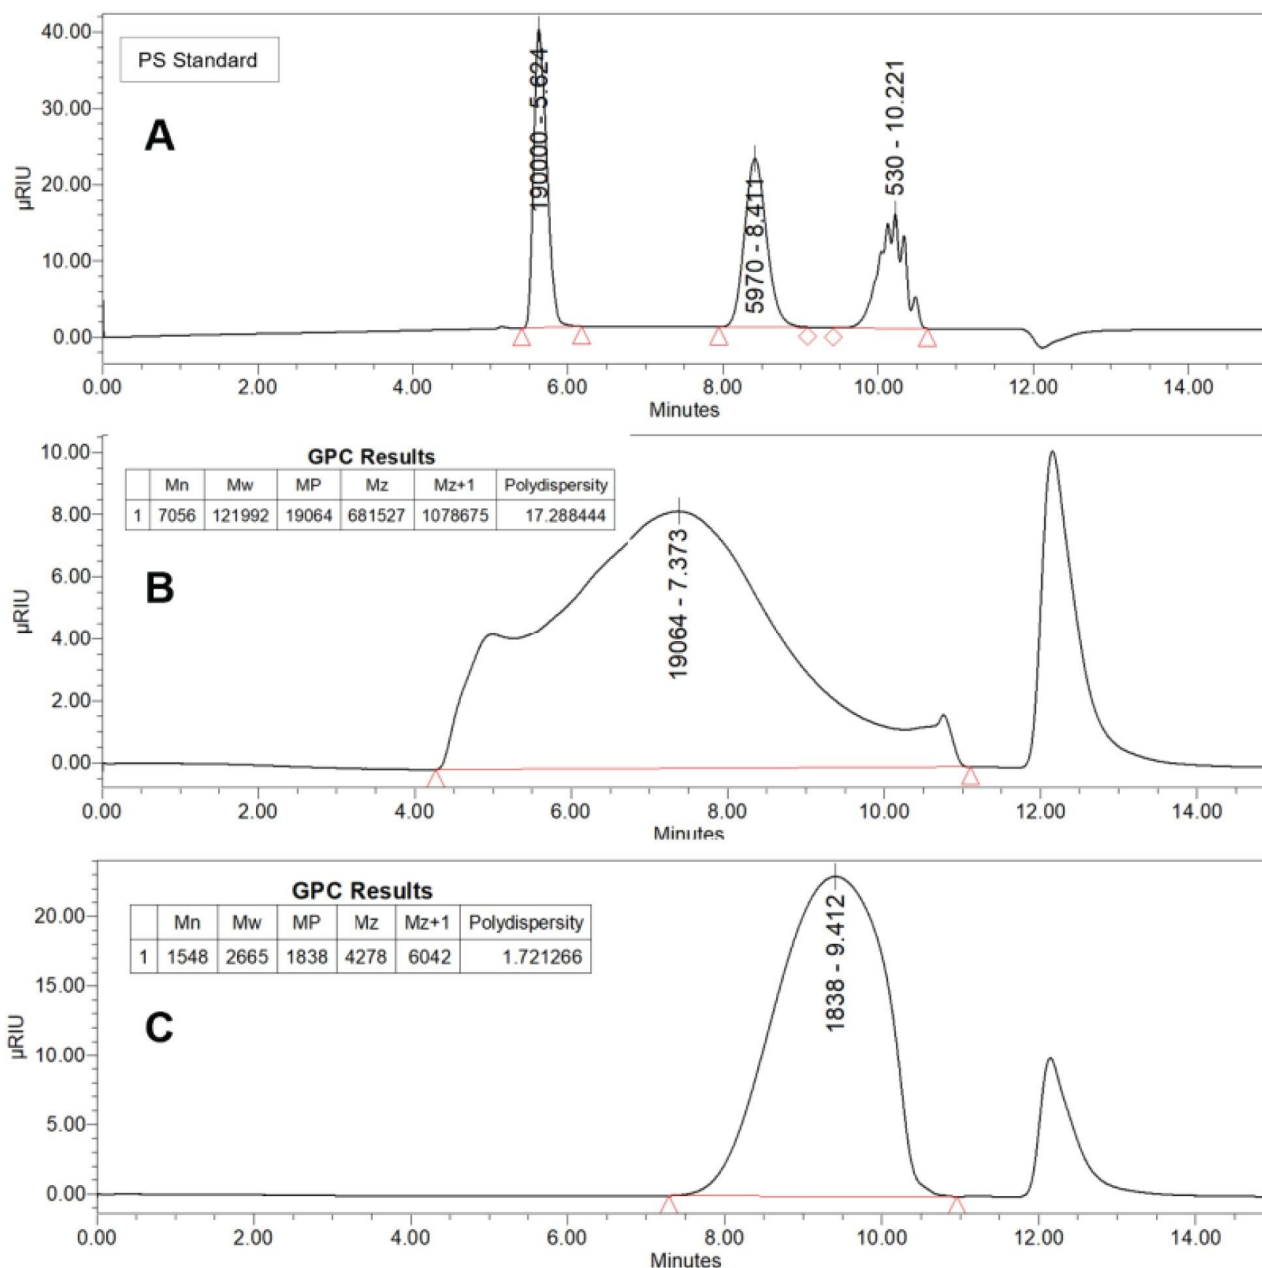 PS Standard
A
µRIU
40.00
30.00
20.00
10.00
0.00
190000 - 5.624
5970 - 8.411
530 - 10.221
0.00 2.00 4.00 6.00 8.00 10.00 12.00 14.00
Minutes
GPC Results
Mn Mw MP Mz Mz+1 Polydispersity
1 7056 121992 19064 681527 1078675 17.288444
B
µRIU
10.00
8.00
6.00
4.00
2.00
0.00
19064 - 7.373
0.00 2.00 4.00 6.00 8.00 10.00 12.00 14.00
Minutes
GPC Results
Mn Mw MP Mz Mz+1 Polydispersity
1 1548 2665 1838 4278 6042 1.721266
C
µRIU
20.00
15.00
10.00
5.00
0.00
1838 - 9.412
0.00 2.00 4.00 6.00 8.00 10.00 12.00 14.00
Minutes